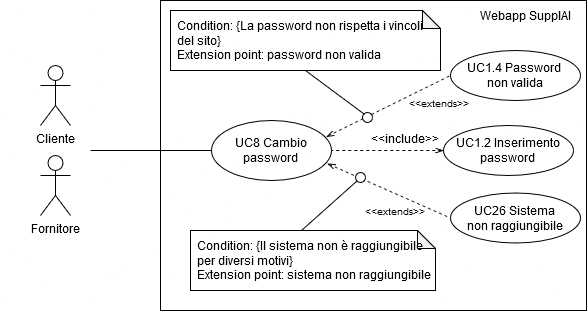 Webapp SupplAI
Condition: {La password non rispetta i vincoli
del sito}
Extension point: password non valida
UC1.4 Password
non valida
<<extends>>
Cliente
UC8 Cambio
password
<<include>>
UC1.2 Inserimento
password
Fornitore
<<extends>>
UC26 Sistema
non raggiungibile
Condition: {Il sistema non è raggiungibile
per diversi motivi}
Extension point: sistema non raggiungibile